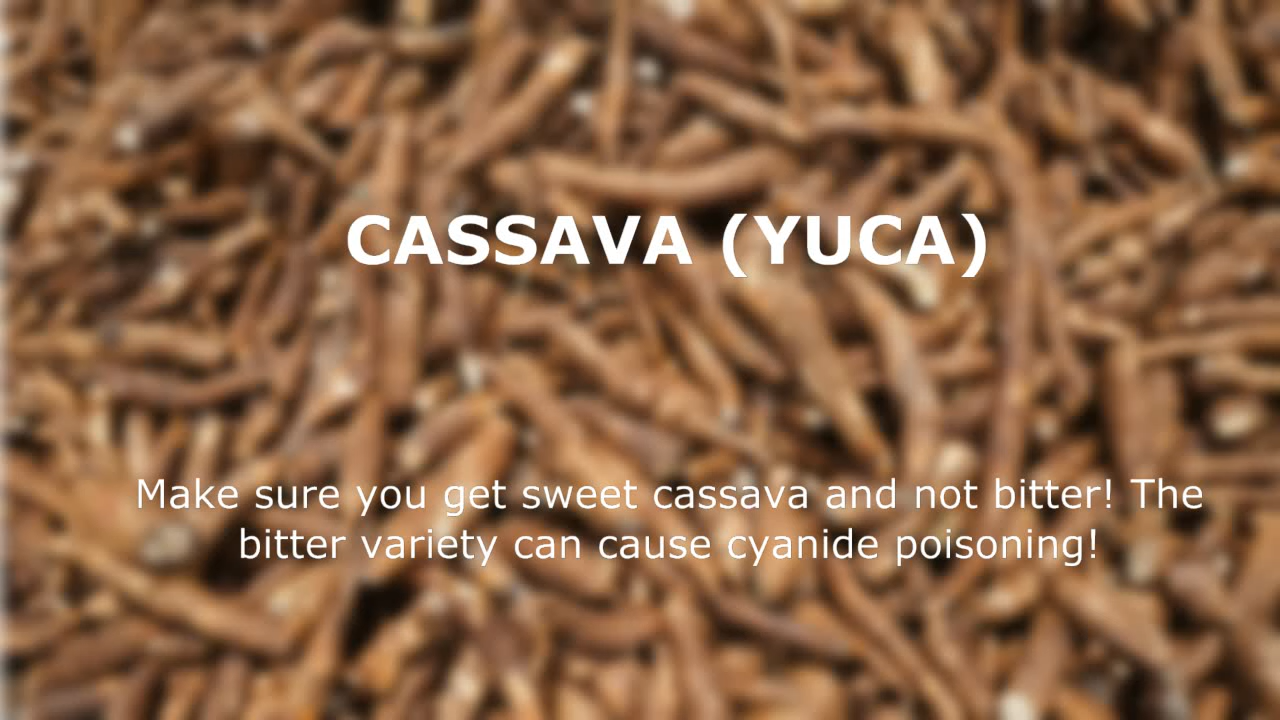 CASSAVA (YUCA)
Make sure you get sweet cassava and not bitter! The
bitter variety can cause cyanide poisoning!